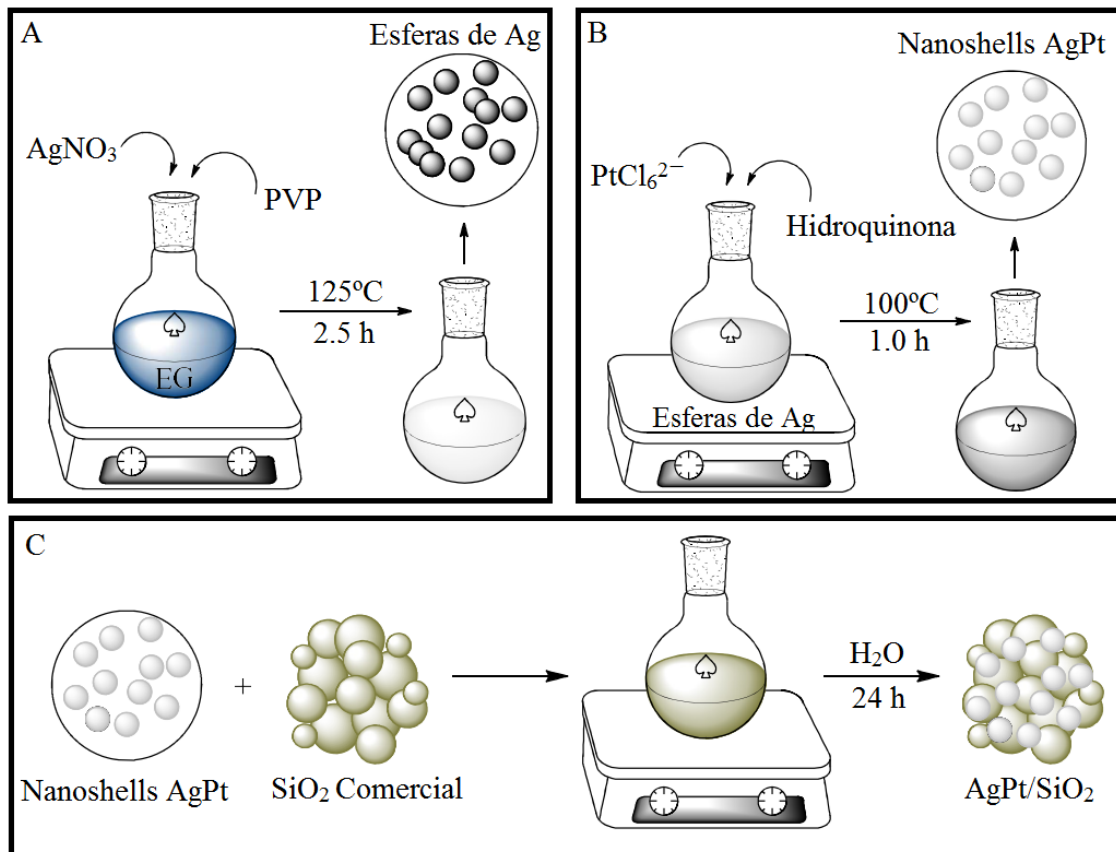 A
Esferas de Ag
AgNO₃
PVP
125ºC
2.5 h
EG
B
Nanoshells AgPt
PtCl₆²⁻
Hidroquinona
100ºC
1.0 h
Esferas de Ag
C
H₂O
24 h
+
Nanoshells AgPt
SiO₂ Comercial
AgPt/SiO₂